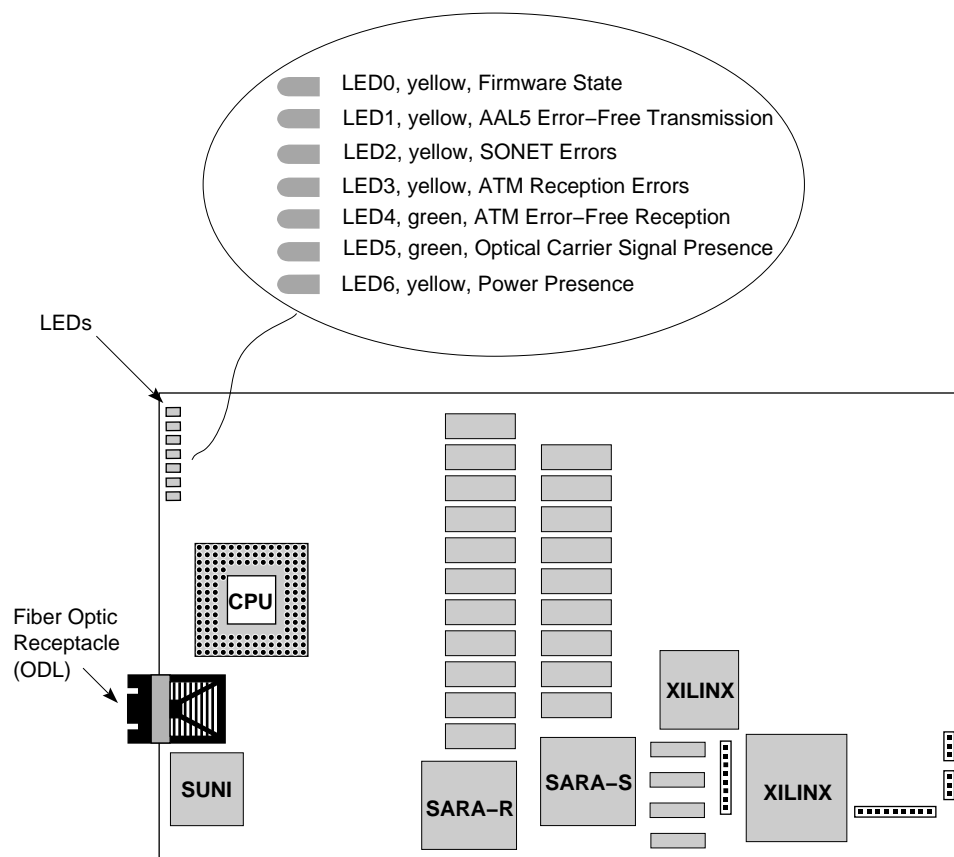 LED0, yellow, Firmware State
LED1, yellow, AAL5 Error−Free Transmission
LED2, yellow, SONET Errors
LED3, yellow, ATM Reception Errors
LED4, green, ATM Error−Free Reception
LED5, green, Optical Carrier Signal Presence
LED6, yellow, Power Presence
LEDs
CPU
Fiber Optic
Receptacle
(ODL)
XILINX
SUNI
SARA−R
SARA−S
XILINX